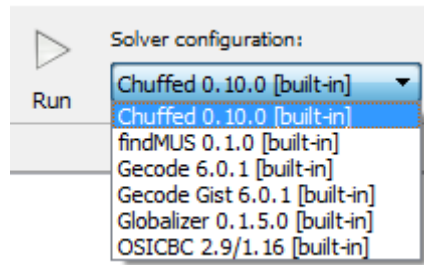 Solver configuration:
Run
Chuffed 0.10.0 [built-in]
Chuffed 0.10.0 [built-in]
findMUS 0.1.0 [built-in]
Gecode 6.0.1 [built-in]
Gecode Gist 6.0.1 [built-in]
Globalizer 0.1.5.0 [built-in]
OSICBC 2.9/1.16 [built-in]